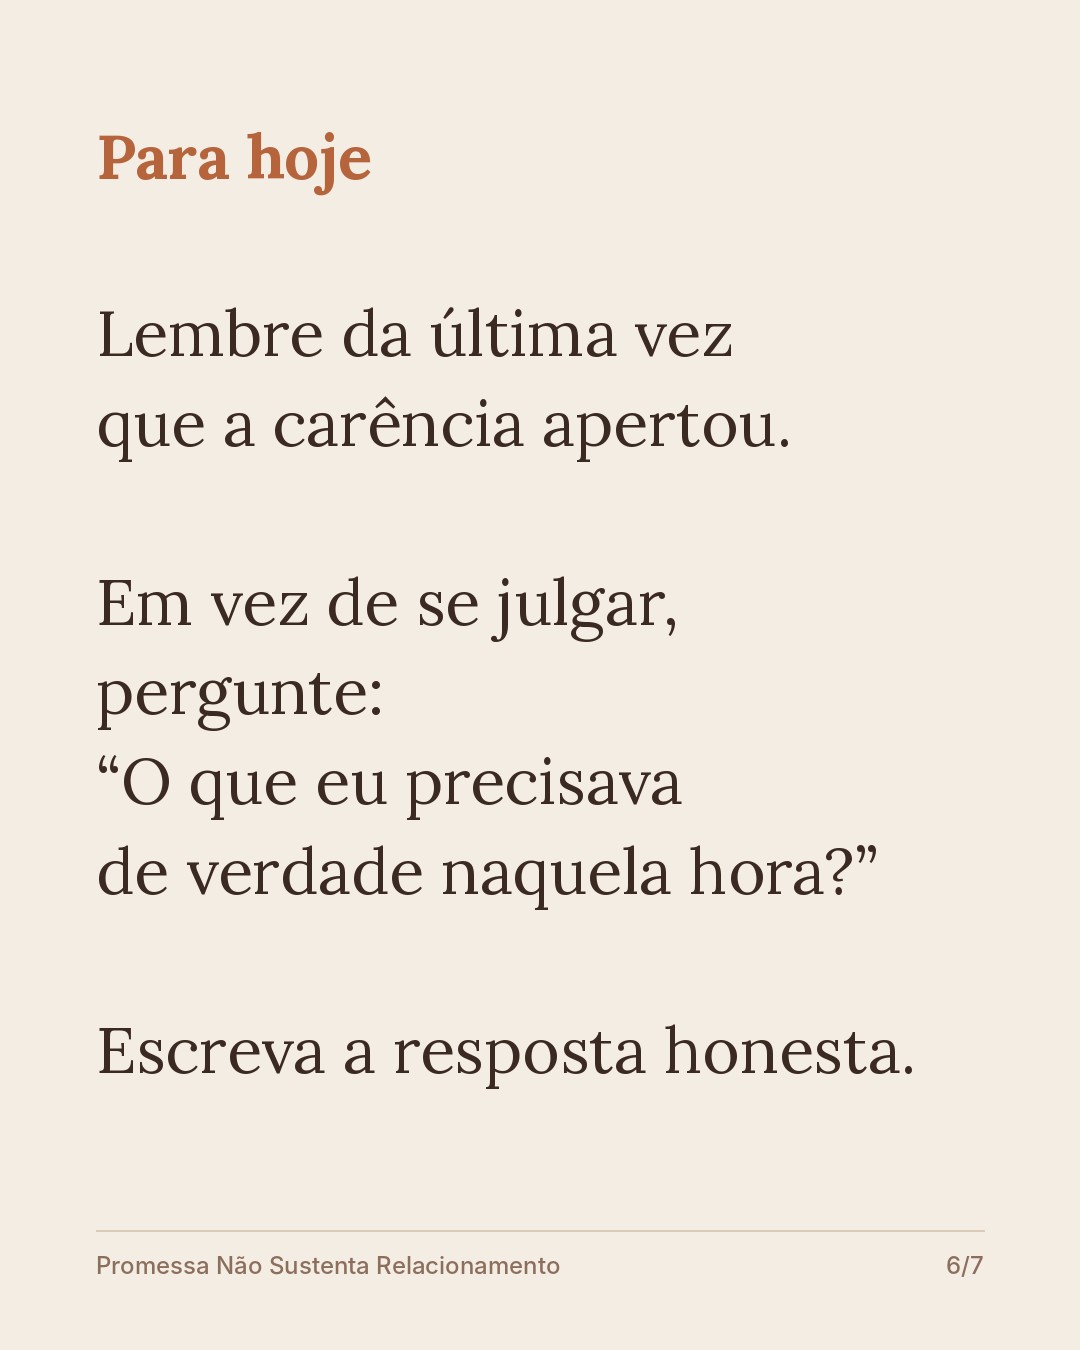 Para hoje
Lembre da última vez
que a carência apertou.
Em vez de se julgar,
pergunte:
“O que eu precisava
de verdade naquela hora?”
Escreva a resposta honesta.
Promessa Não Sustenta Relacionamento
6/7